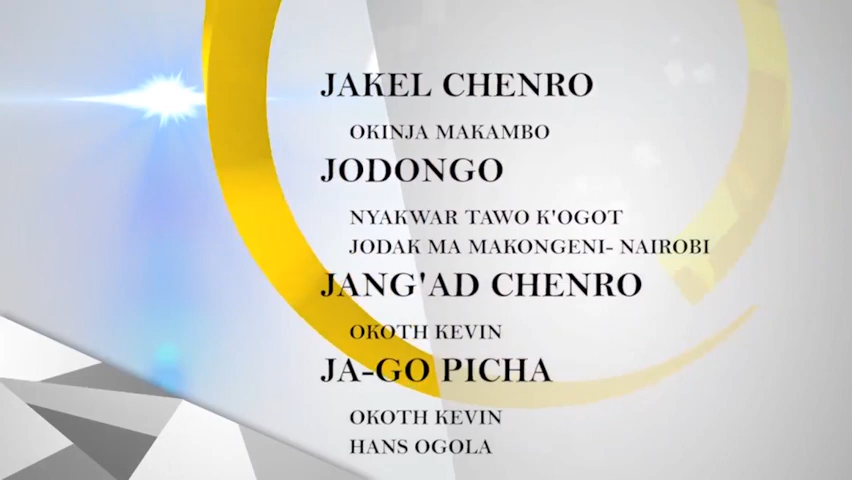 JAKEL CHENRO
OKINJA MAKAMBO
JODONGO
NYAKWAR TAWO K'OGOT
JODAK MA MAKONGENI- NAIROBI
JANG'AD CHENRO
OKOTH KEVIN
JA-GO PICHA
OKOTH KEVIN
HANS OGOLA